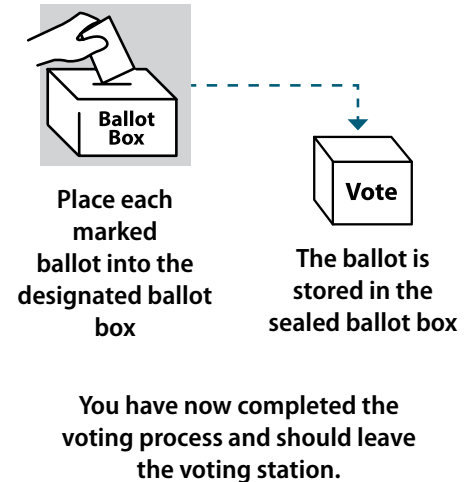 Ballot
Box
Vote
Place each
marked
ballot into the
designated ballot
box
The ballot is
stored in the
sealed ballot box
You have now completed the
voting process and should leave
the voting station.